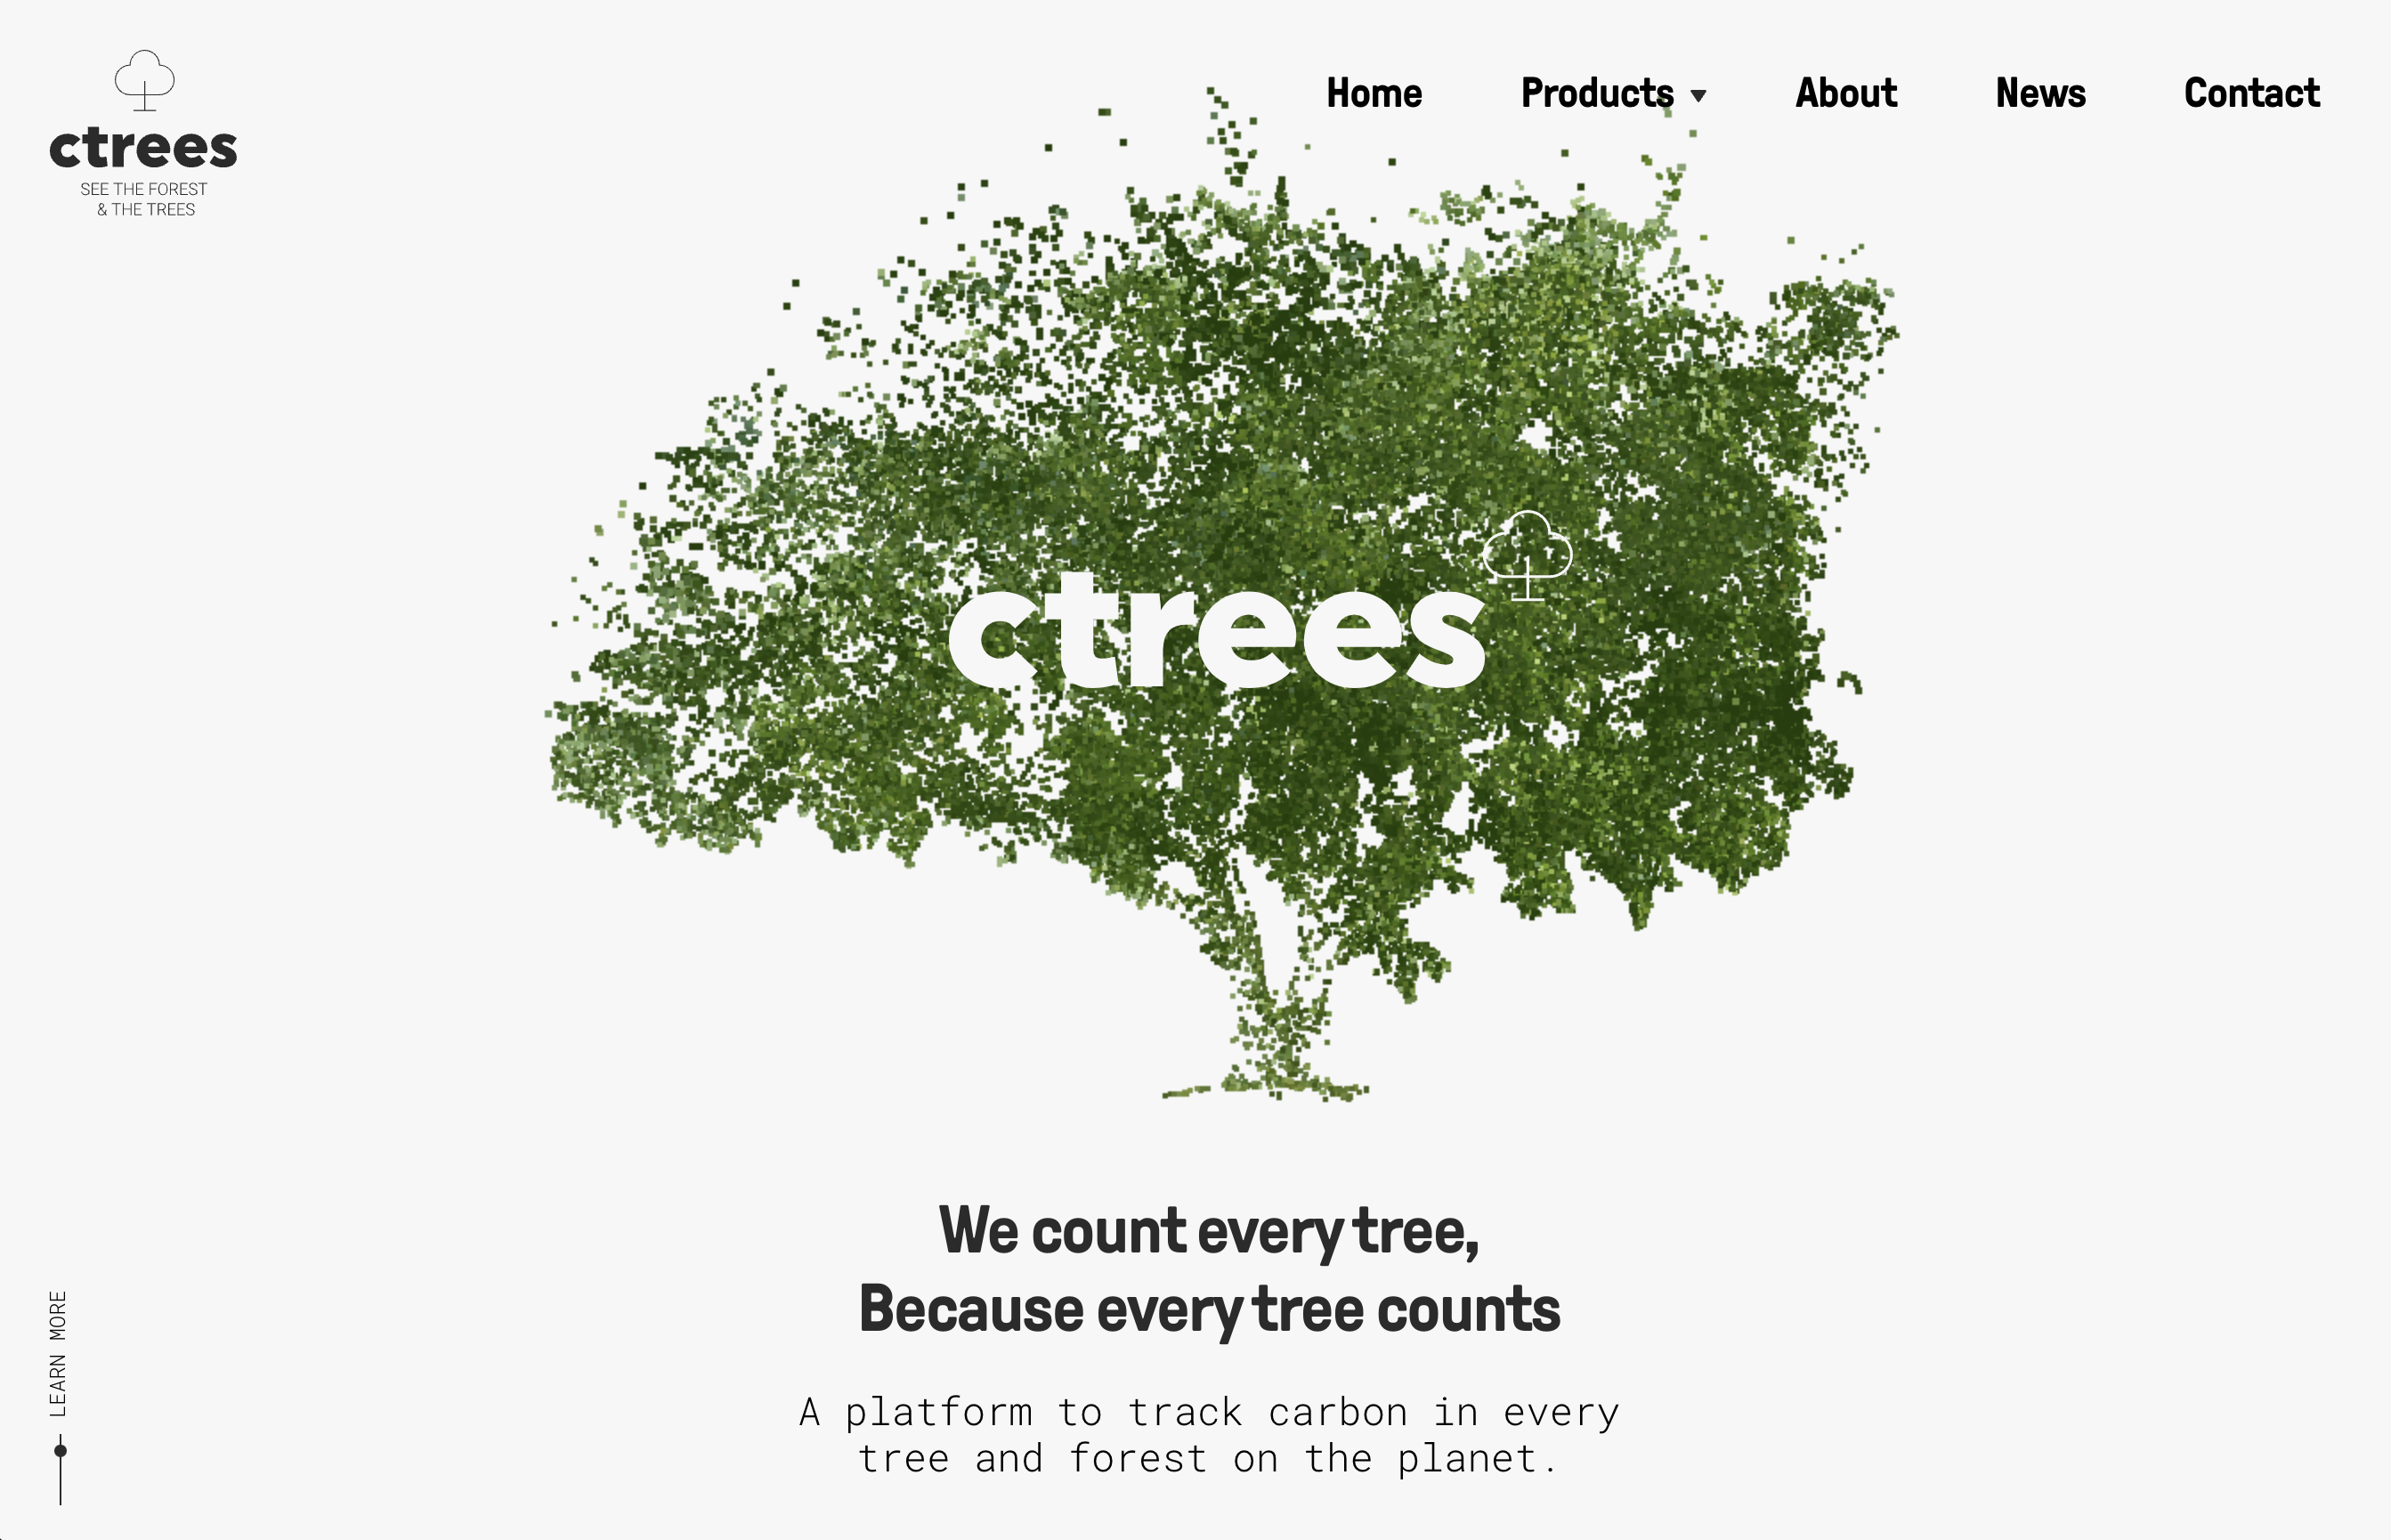 ctrees
SEE THE FOREST
& THE TREES
Home
Products
About
News
Contact
ctrees
We count every tree,
Because every tree counts
A platform to track carbon in every
tree and forest on the planet.
LEARN MORE